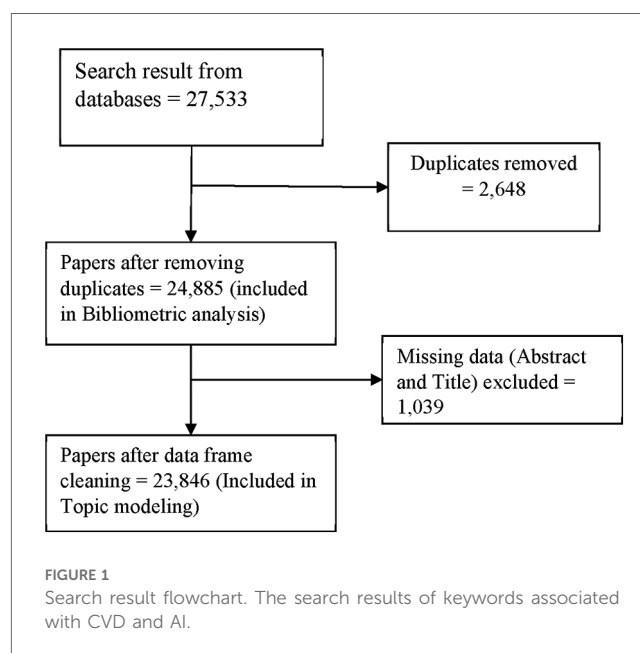 Search result from
databases = 27,533
Duplicates removed
= 2,648
Papers after removing
duplicates = 24,885 (included
in Bibliometric analysis)
Missing data (Abstract
and Title) excluded =
1,039
Papers after data frame
cleaning = 23,846 (Included in
Topic modeling)
FIGURE 1
Search result flowchart. The search results of keywords associated
with CVD and AI.